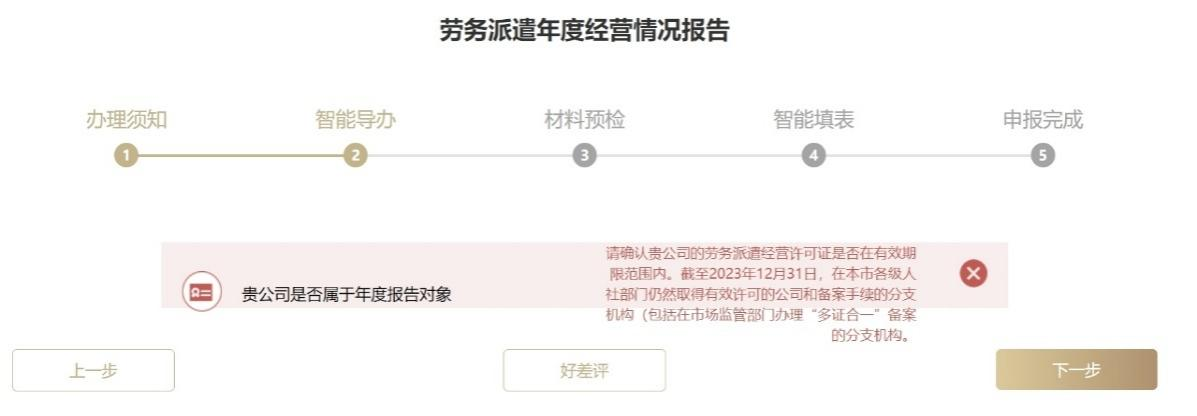 劳务派遣年度经营情况报告
办理须知
智能导办
材料预检
智能填表
申报完成
1
2
3
4
5
请确认贵公司的劳务派遣经营许可证是否在有效期
限范围内。截至2023年12月31日，在本市各级人
社部门仍然取得有效许可的公司和备案手续的分支
机构（包括在市场监管部门办理“多证合一”备案
的分支机构。
贵公司是否属于年度报告对象
上一步
好差评
下一步